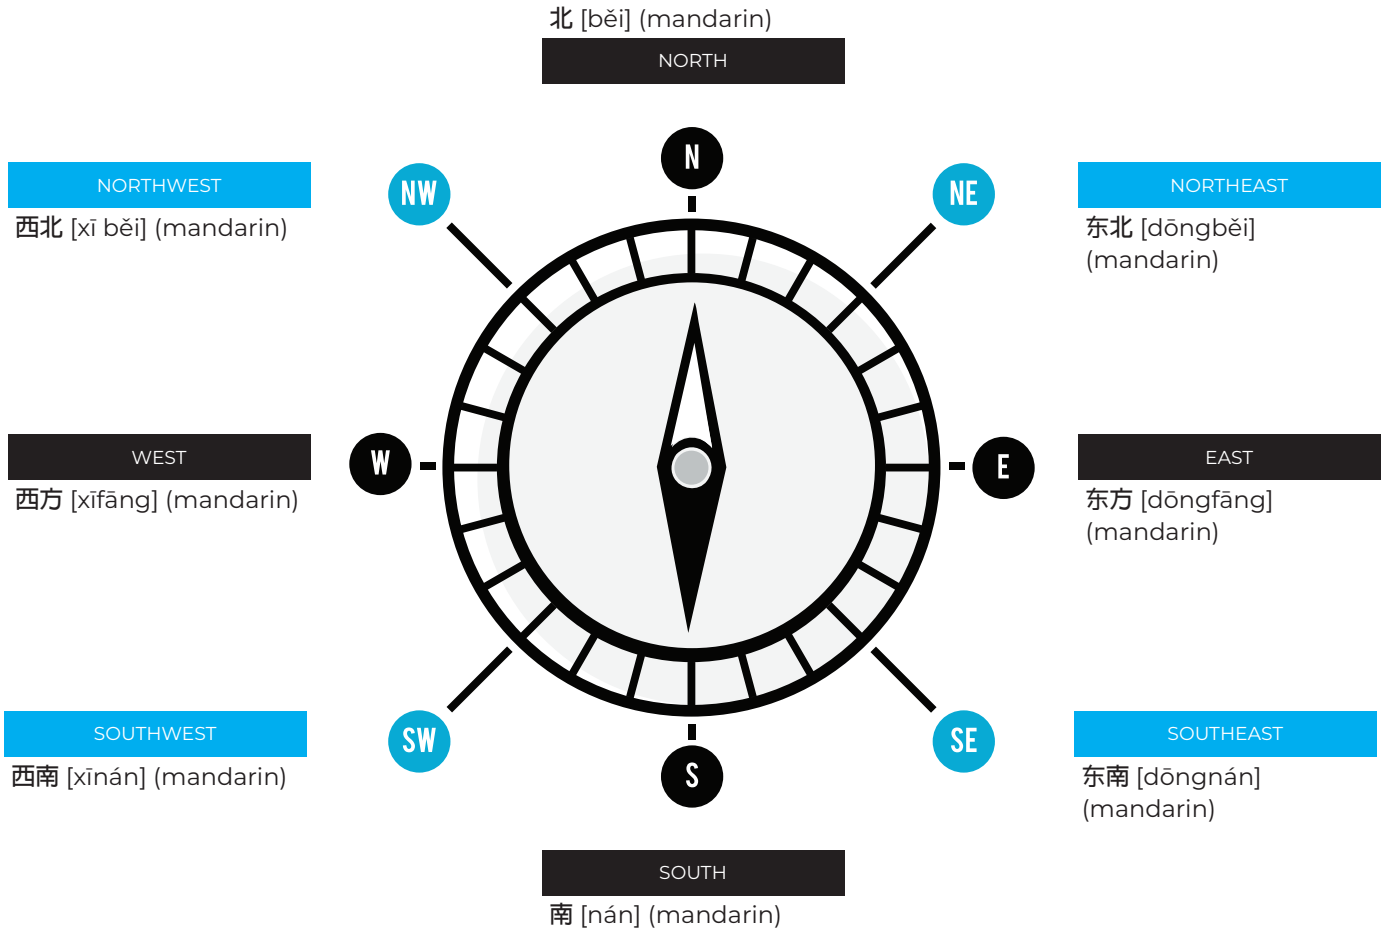 北 [běi] (mandarin)
NORTH
N
NORTHWEST
西北 [xī běi] (mandarin)
NW
NE
NORTHEAST
东北 [dōngběi]
(mandarin)
WEST
西方 [xīfāng] (mandarin)
W
E
EAST
东方 [dōngfāng]
(mandarin)
SOUTHWEST
西南 [xīnán] (mandarin)
SW
SE
SOUTHEAST
东南 [dōngnán]
(mandarin)
S
SOUTH
南 [nán] (mandarin)